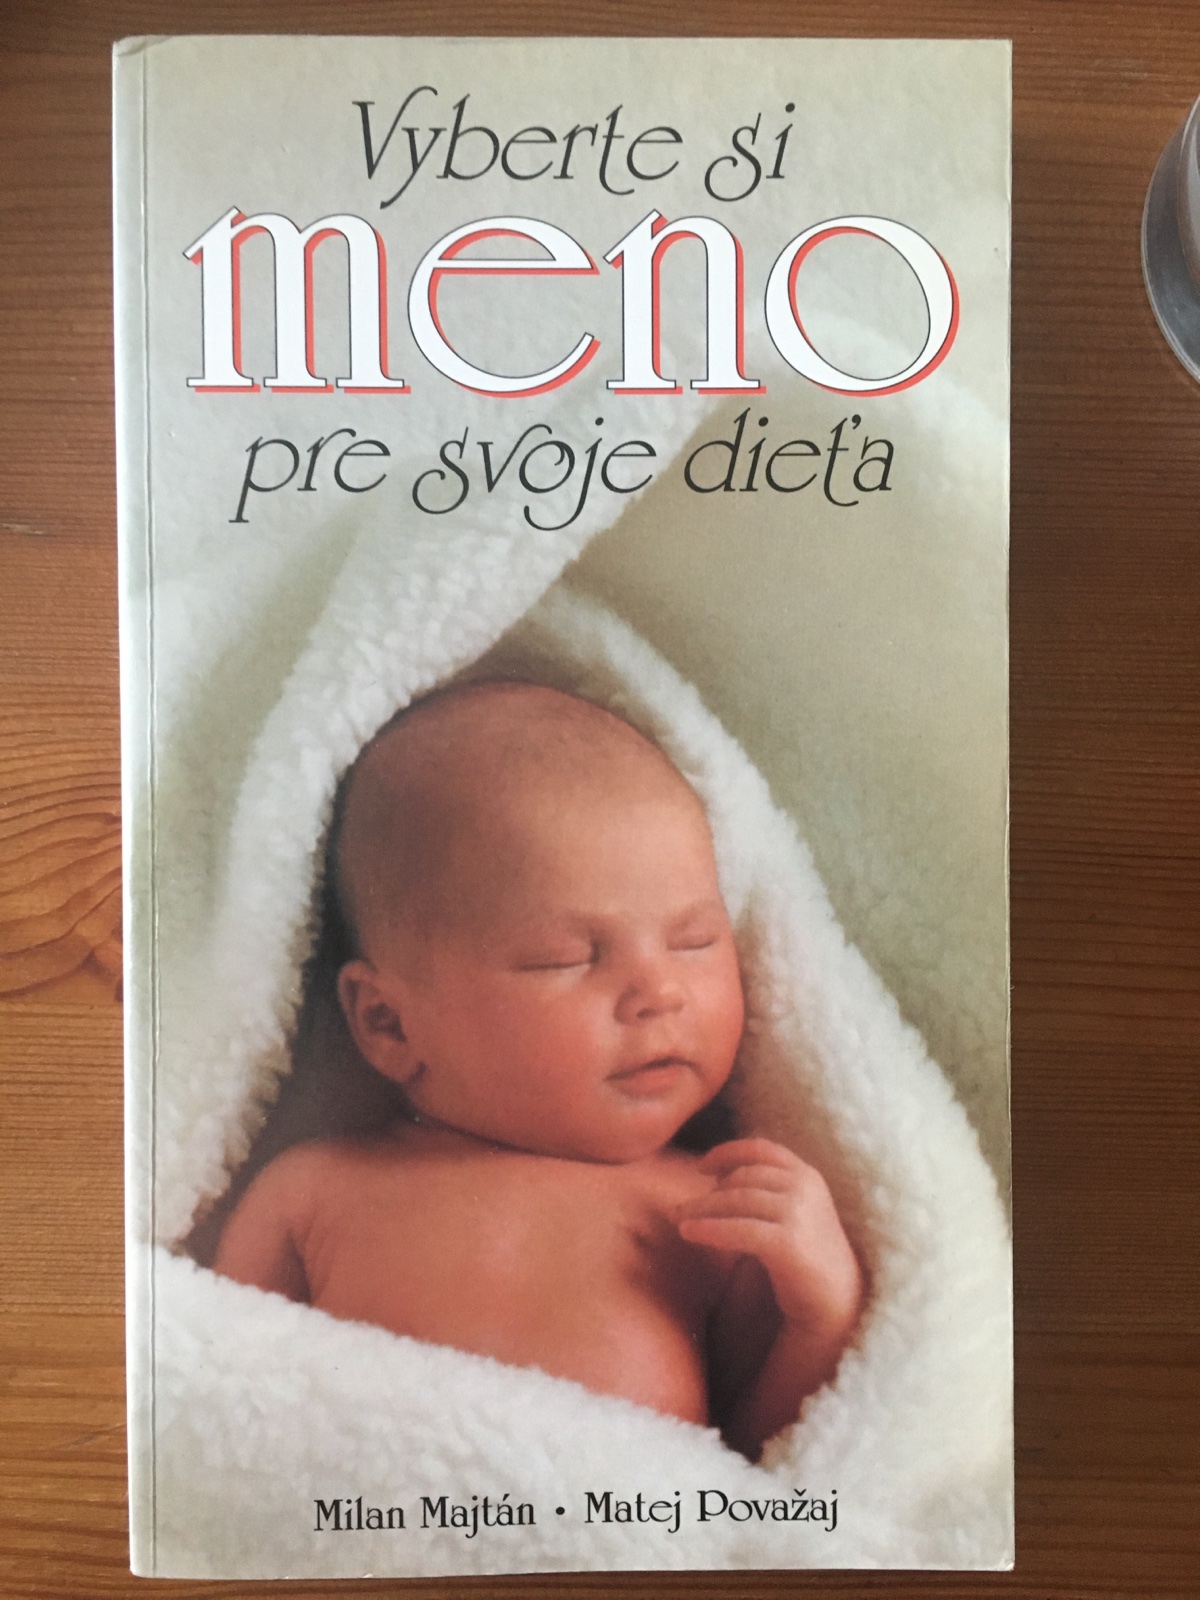 Vyberte si
meno
pre svoje dieťa
Milan Majtán • Matej Považaj